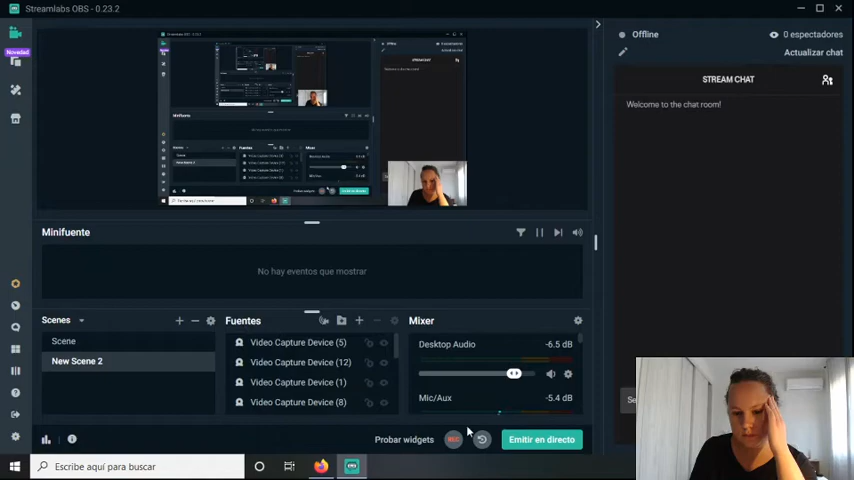 Streamlabs OBS - 0.23.2
Offline
0 espectadores
Novedad
Actualizar chat
STREAM CHAT
Welcome to the chat room!
Minifuente
No hay eventos que mostrar
Scenes
Fuentes
Mixer
Scene
New Scene 2
Video Capture Device (5)
Video Capture Device (12)
Video Capture Device (1)
Video Capture Device (8)
Desktop Audio
-6.5 dB
Mic/Aux
-5.4 dB
Se
Probar widgets
REC
Emitir en directo
Escribe aquí para buscar